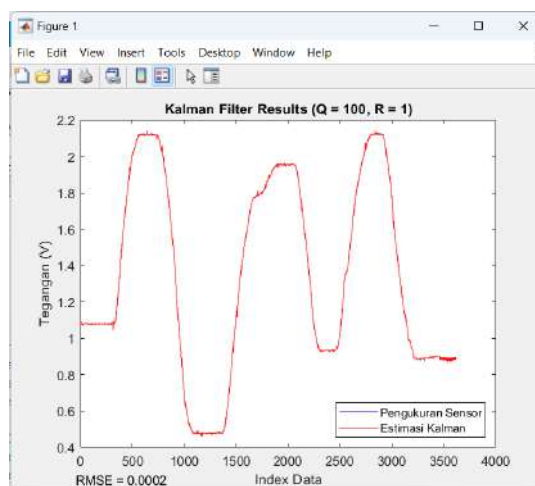 Figure 1
File Edit View Insert Tools Desktop Window Help
Kalman Filter Results (Q = 100, R = 1)
2.2
2
1.8
1.6
1.4
1.2
1
0.8
0.6
0.4
Tegangan (V)
Pengukuran Sensor
Estimasi Kalman
0 500 1000 1500 2000 2500 3000 3500 4000
RMSE = 0.0002 Index Data